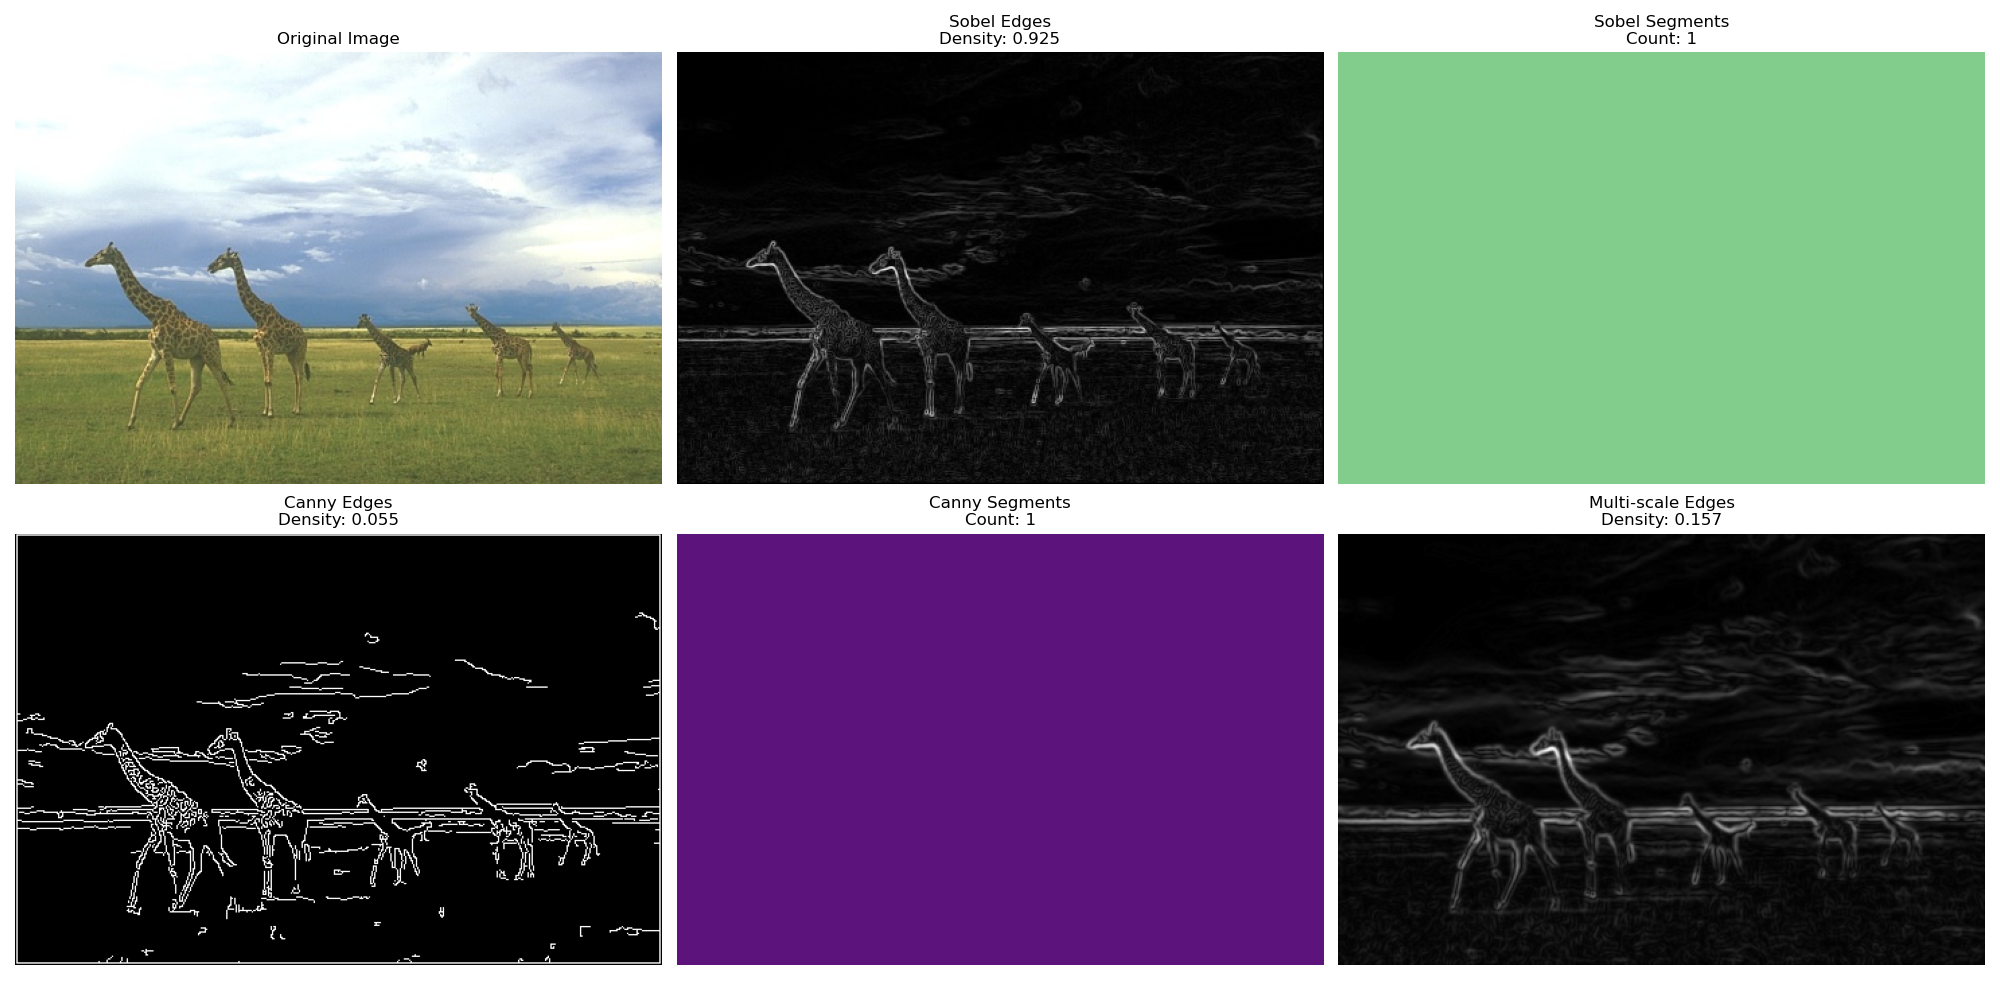 Original Image
Sobel Edges
Density: 0.925
Sobel Segments
Count: 1
Canny Edges
Density: 0.055
Canny Segments
Count: 1
Multi-scale Edges
Density: 0.157